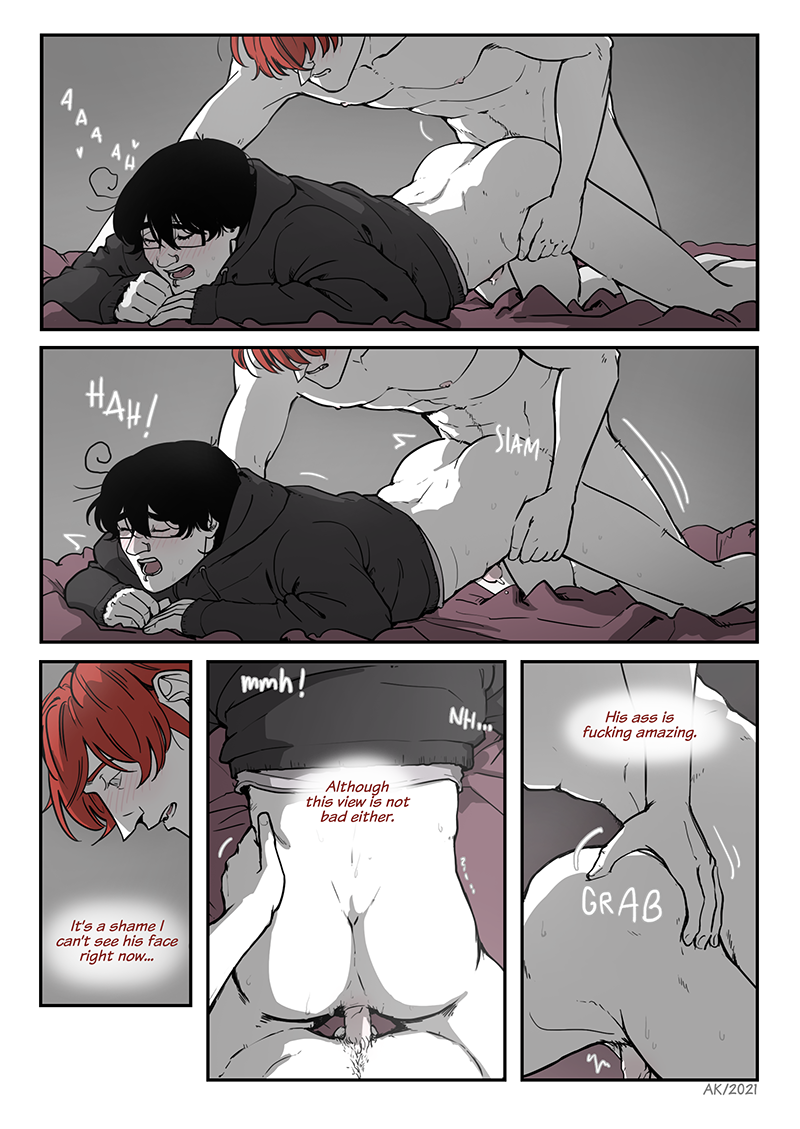 AAAAH
HAH!
SLAM
It's a shame I
can't see his face
right now...
mmh!
NH...
Although
this view is not
bad either.
His ass is
fucking amazing.
GRAB
AK/2021